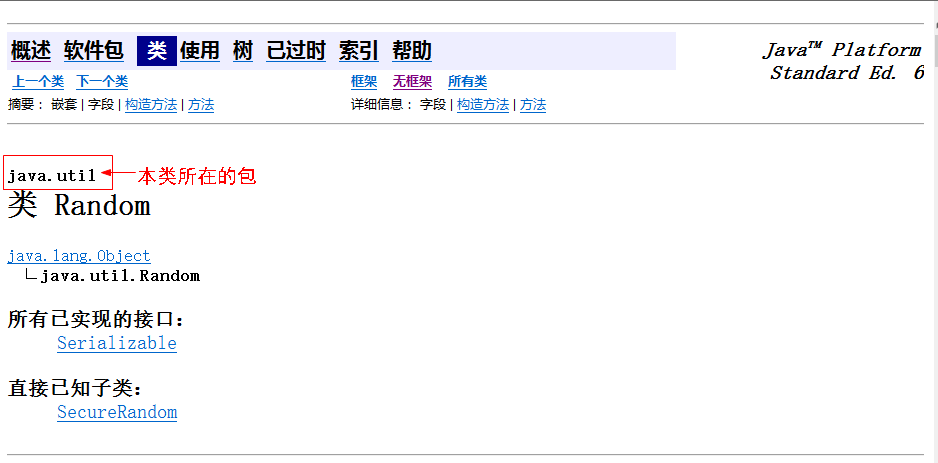 概述 软件包 类 使用 树 已过时 索引 帮助
Java™ Platform
Standard Ed. 6
上一个类 下一个类
框架 无框架 所有类
摘要： 嵌套 | 字段 | 构造方法 | 方法
详细信息： 字段 | 构造方法 | 方法
java.util
本类所在的包
类 Random
java.lang.Object
java.util.Random
所有已实现的接口：
Serializable
直接已知子类：
SecureRandom